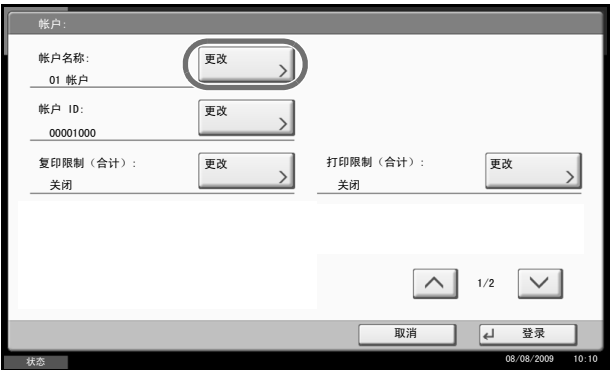 帐户:
帐户名称:
更改
01 帐户
帐户 ID:
更改
00001000
复印限制（合计）:
更改
关闭
打印限制（合计）:
更改
关闭
1/2
取消
登录
状态
08/08/2009 10:10